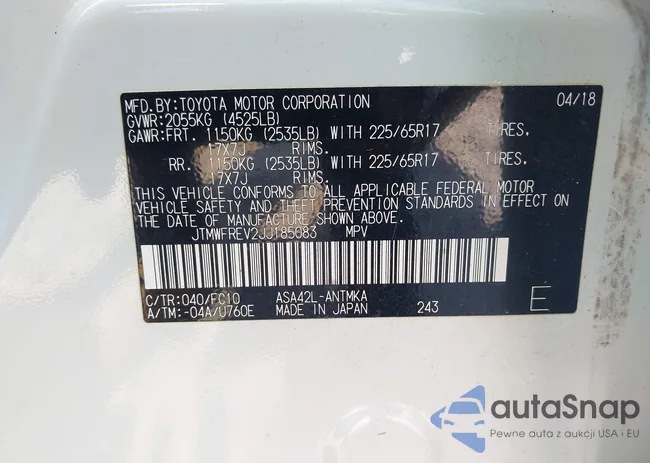 MFD.BY:TOYOTA MOTOR CORPORATION 04/18
GVWR:2055KG (4525LB)
GAWR:FRT. 1150KG (2535LB) WITH 225/65R17 TIRES,
17X7J RIMS.
RR. 1150KG (2535LB) WITH 225/65R17 TIRES,
17X7J RIMS.
THIS VEHICLE CONFORMS TO ALL APPLICABLE FEDERAL MOTOR
VEHICLE SAFETY AND THEFT PREVENTION STANDARDS IN EFFECT ON
THE DATE OF MANUFACTURE SHOWN ABOVE.
JTMWFREV2JJ185083 MPV
C/TR:040/FC10 ASA42L-ANTMKA
A/TM:-04A/U760E MADE IN JAPAN 243 E
autaSnap
Pewne auta z aukcji USA i EU